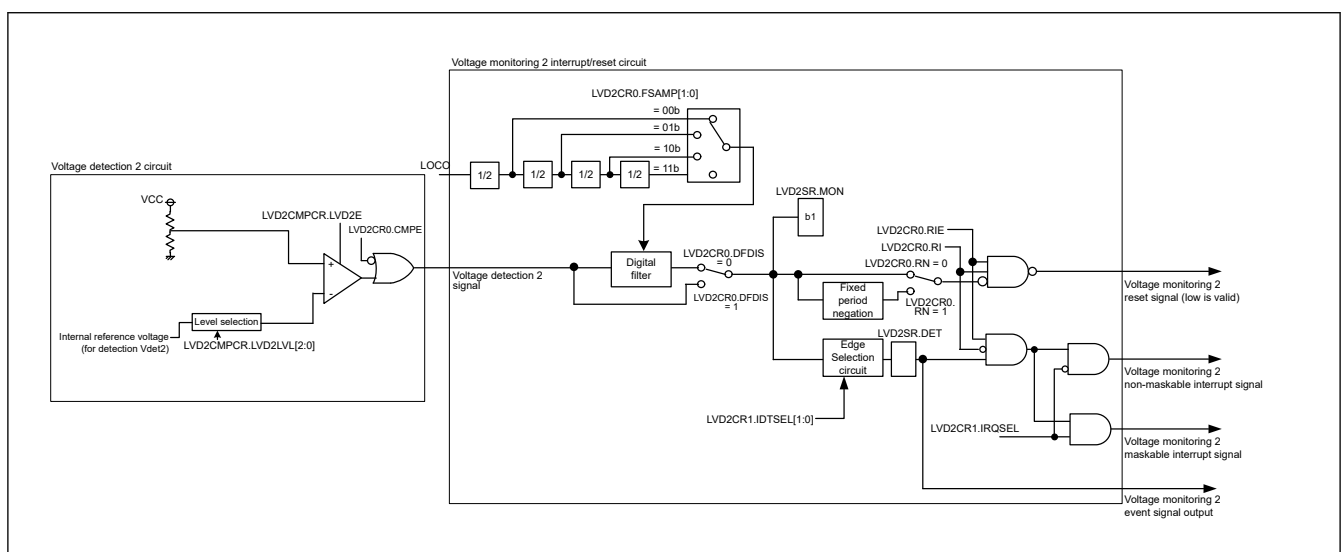 Voltage monitoring 2 interrupt/reset circuit
LVD2CR0.FSAMP[1:0]
= 00b
= 01b
= 10b
= 11b
LOCO
1/2
1/2
1/2
1/2
Voltage detection 2 circuit
VCC
LVD2CMPCR.LVD2E
LVD2CR0.CMPE
+
-
Level selection
Internal reference voltage
(for detection Vdet2)
LVD2CMPCR.LVD2LVL[2:0]
Voltage detection 2
signal
Digital
filter
LVD2CR0.DFDIS
= 0
LVD2CR0.DFDIS
= 1
LVD2SR.MON
b1
LVD2CR0.RIE
LVD2CR0.RI
LVD2CR0.RN = 0
Fixed
period
negation
LVD2CR0.
RN = 1
Voltage monitoring 2
reset signal (low is valid)
LVD2SR.DET
Edge
Selection
circuit
LVD2CR1.IDTSEL[1:0]
Voltage monitoring 2
non-maskable interrupt signal
LVD2CR1.IRQSEL
Voltage monitoring 2
maskable interrupt signal
Voltage monitoring 2
event signal output